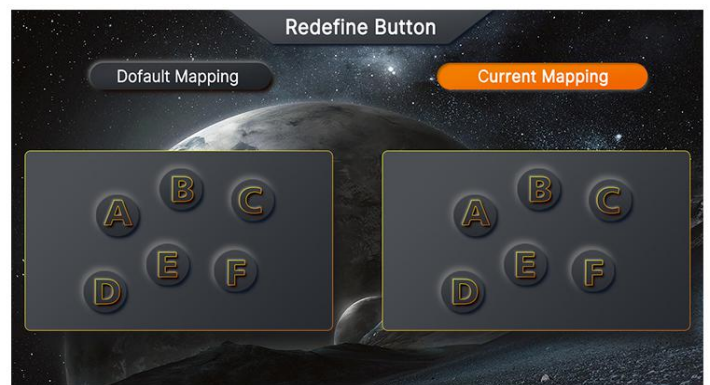 Redefine Button
Dofault Mapping
Current Mapping
A B C
D E F
A B C
D E F